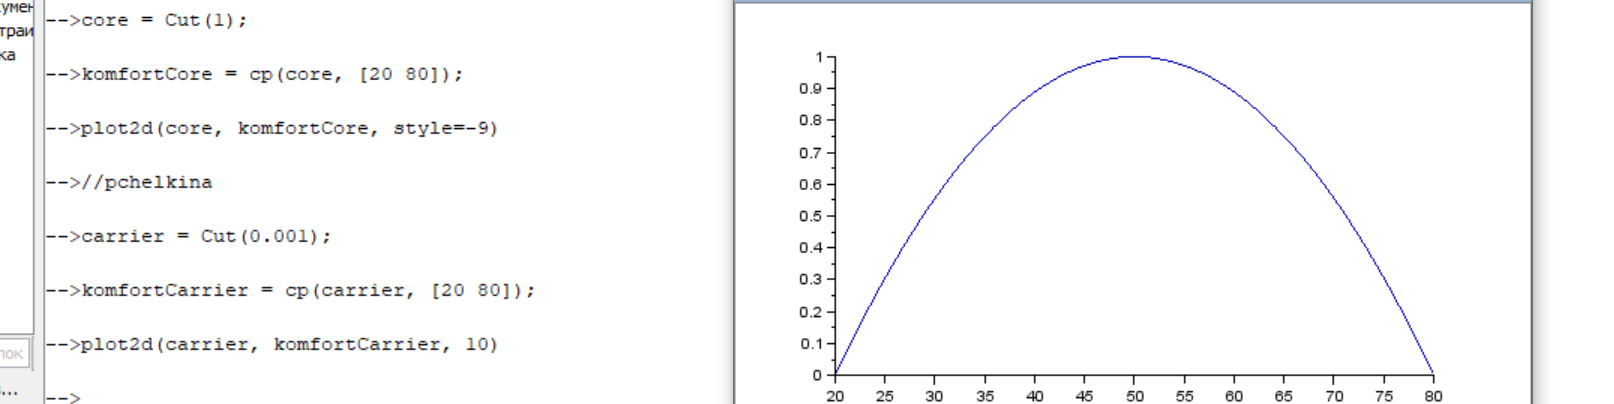 умен
-->core = Cut(1);
траи
ка
-->komfortCore = cp(core, [20 80]);
-->plot2d(core, komfortCore, style=-9)
-->//pchelkina
-->carrier = Cut(0.001);
-->komfortCarrier = cp(carrier, [20 80]);
-->plot2d(carrier, komfortCarrier, 10)
...
-->
1
0.9
0.8
0.7
0.6
0.5
0.4
0.3
0.2
0.1
0
20 25 30 35 40 45 50 55 60 65 70 75 80